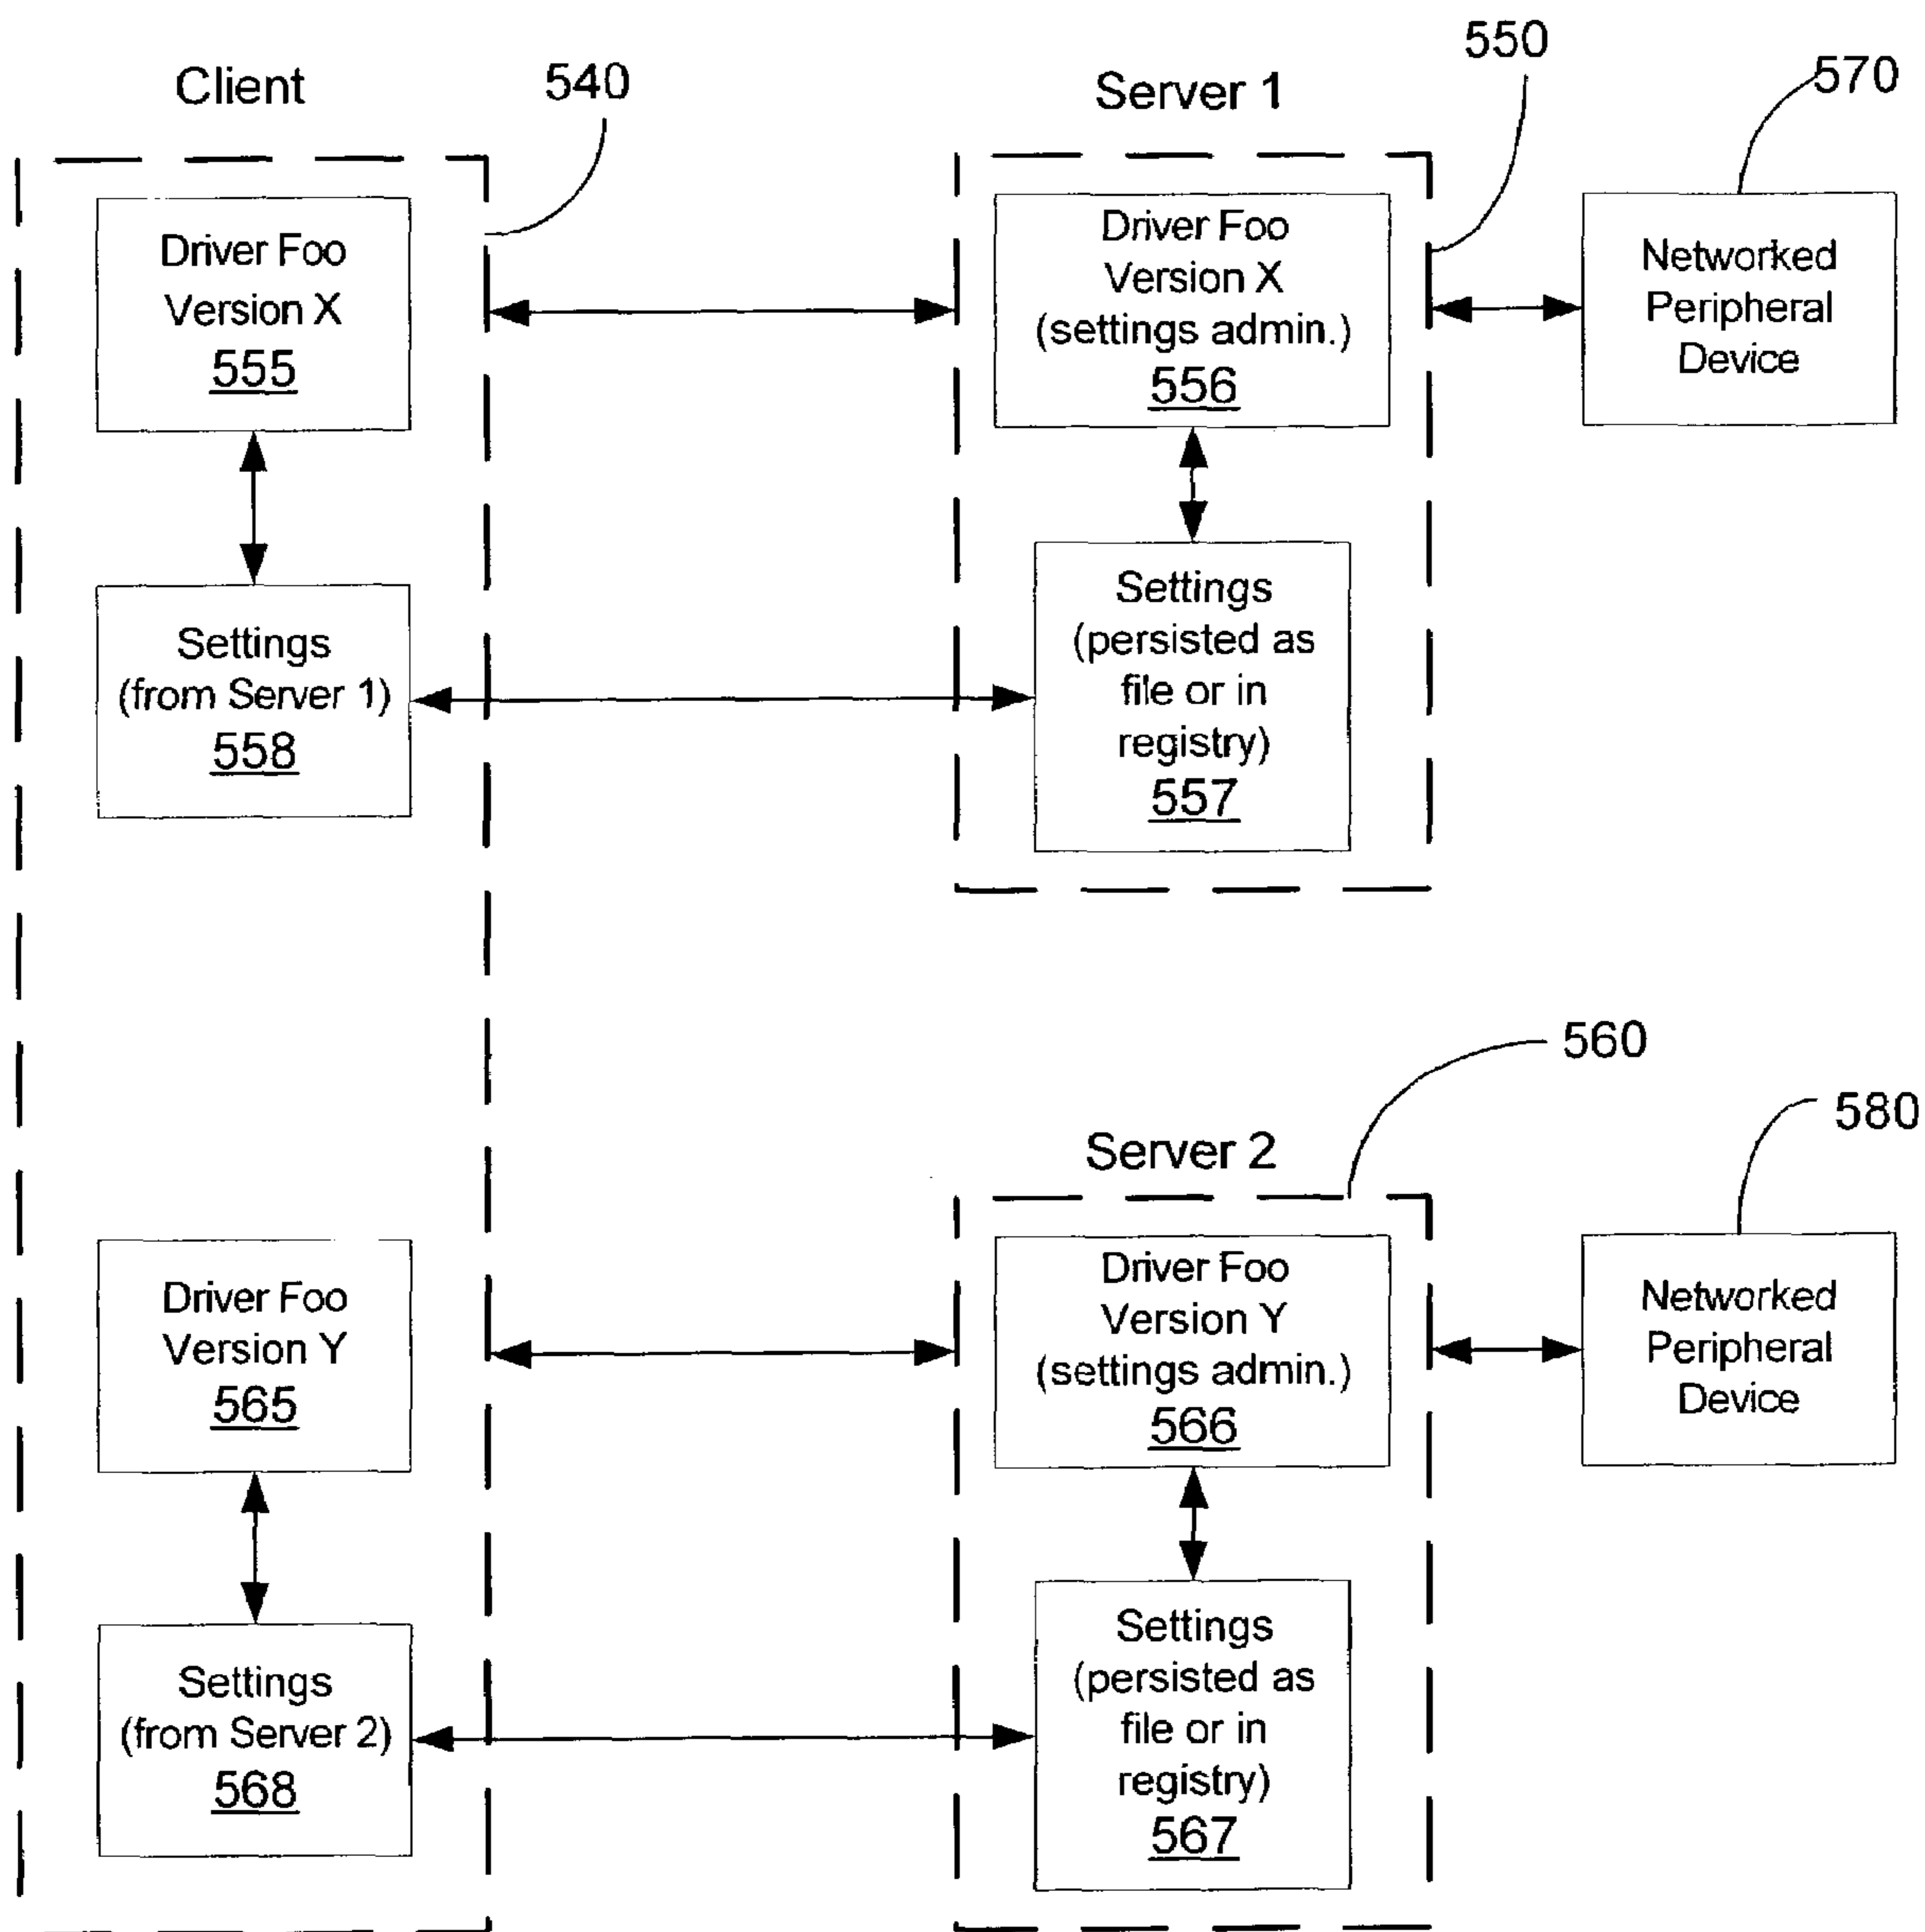 Client
540
Server 1
550
570
Driver Foo
Version X
555
Driver Foo
Version X
(settings admin.)
556
Networked
Peripheral
Device
Settings
(from Server 1)
558
Settings
(persisted as
file or in
registry)
557
560
580
Server 2
Driver Foo
Version Y
565
Driver Foo
Version Y
(settings admin.)
566
Networked
Peripheral
Device
Settings
(from Server 2)
568
Settings
(persisted as
file or in
registry)
567